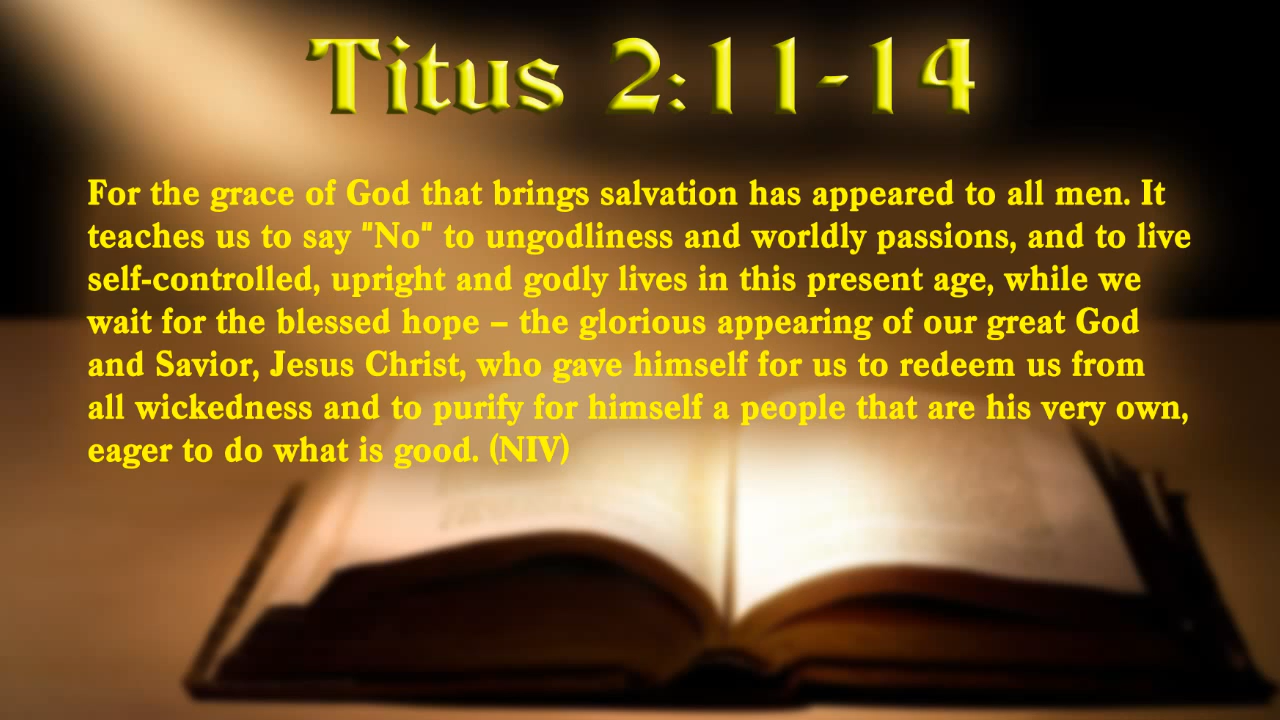 Titus 2:11-14
For the grace of God that brings salvation has appeared to all men. It
teaches us to say "No" to ungodliness and worldly passions, and to live
self-controlled, upright and godly lives in this present age, while we
wait for the blessed hope – the glorious appearing of our great God
and Savior, Jesus Christ, who gave himself for us to redeem us from
all wickedness and to purify for himself a people that are his very own,
eager to do what is good. (NIV)